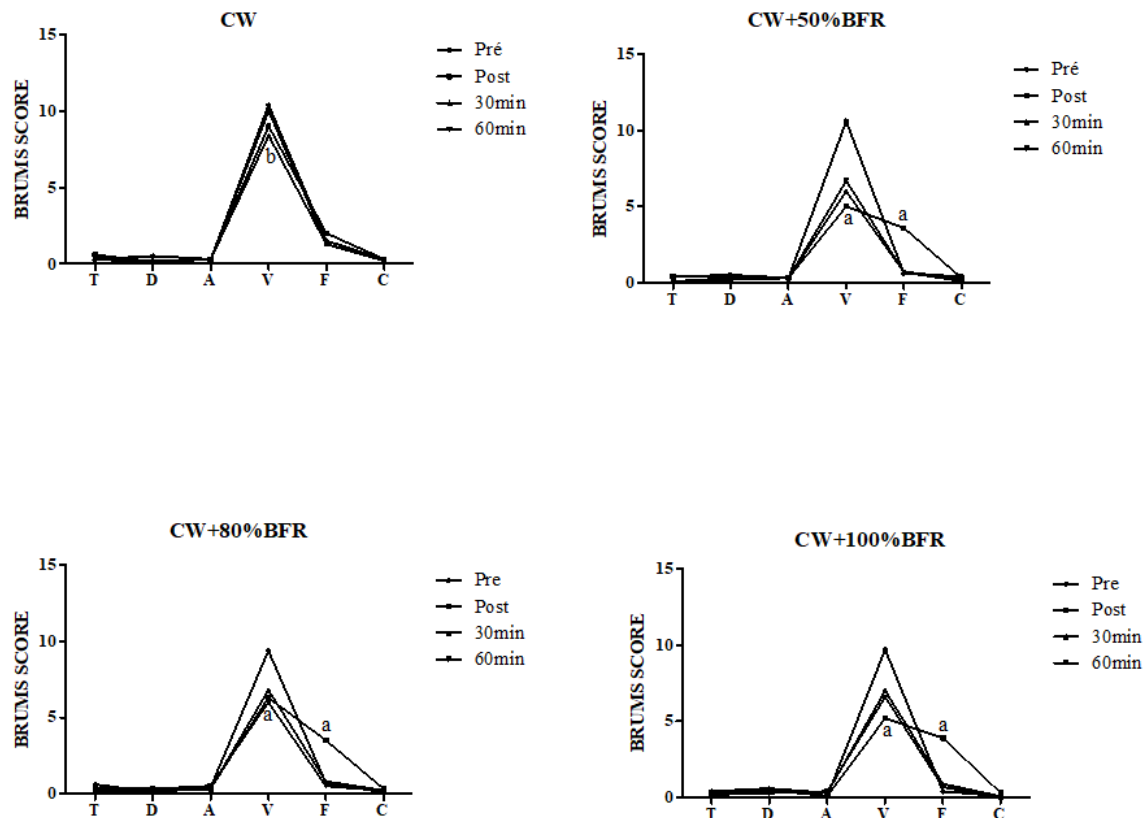 CW
15
10
5
0
BRUMS SCORE
b
T D A V F C
Pré
Post
30min
60min
CW+50%BFR
15
10
5
0
BRUMS SCORE
a
a
T D A V F C
Pré
Post
30min
60min
CW+80%BFR
15
10
5
0
BRUMS SCORE
a
a
T D A V F C
Pre
Post
30min
60min
CW+100%BFR
15
10
5
0
BRUMS SCORE
a
a
T D A V F C
Pre
Post
30min
60min